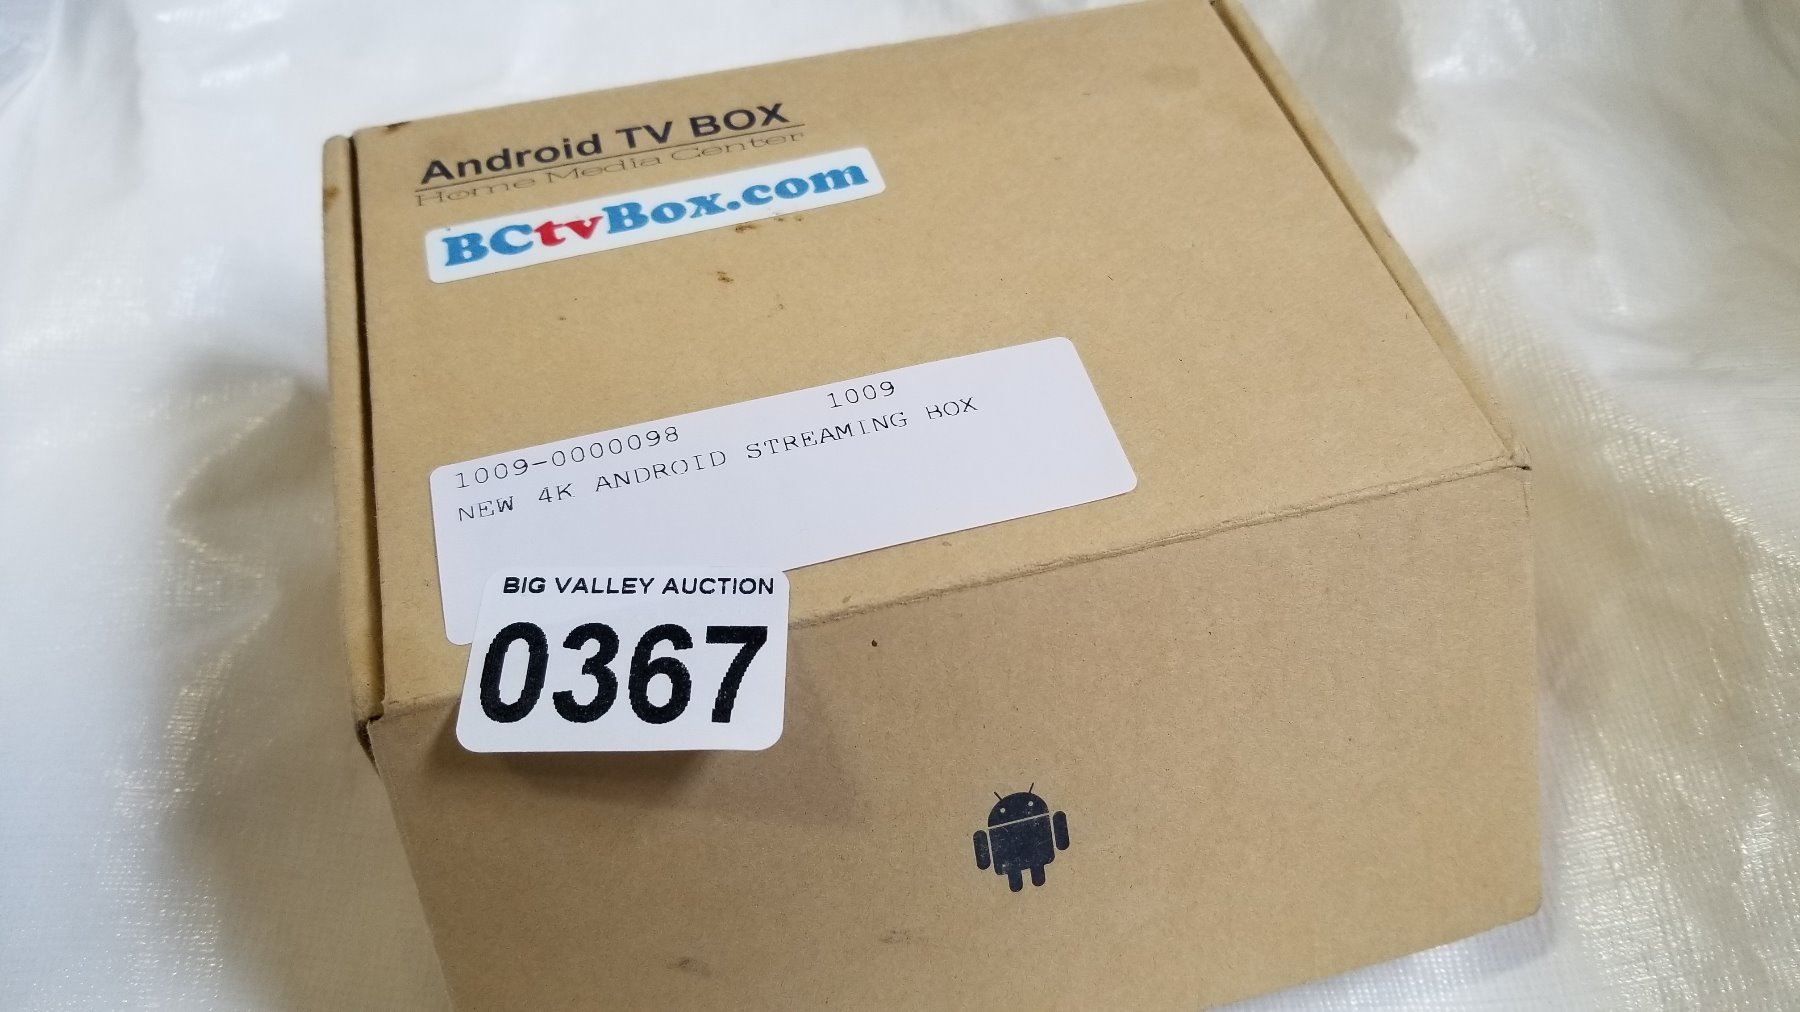 Android TV BOX
Home Media Center
BCtvBox.com
1009-0000098 1009
NEW 4K ANDROID STREAMING BOX
BIG VALLEY AUCTION
0367